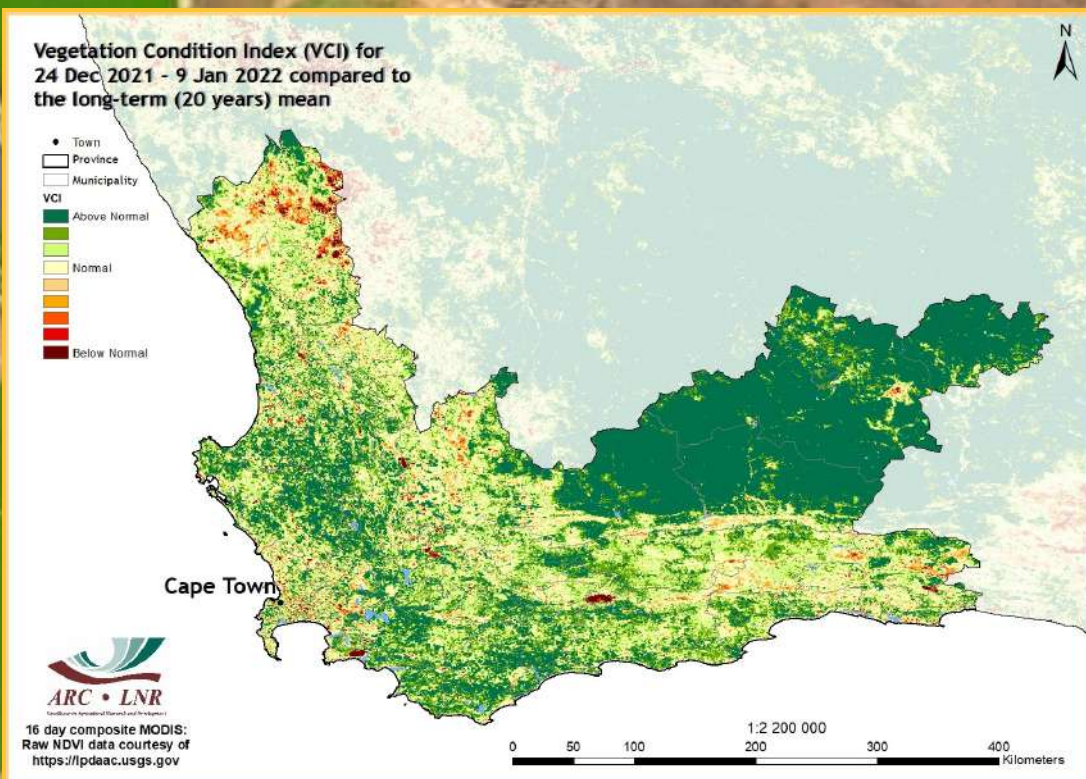 Vegetation Condition Index (VCI) for
24 Dec 2021 - 9 Jan 2022 compared to
the long-term (20 years) mean
N
Town
Province
Municipality
VCI
Above Normal
Normal
Below Normal
Cape Town
ARC • LNR
16 day composite MODIS:
Raw NDVI data courtesy of
https://lpdaac.usgs.gov
1:2 200 000
0 50 100 200 300 400
Kilometers